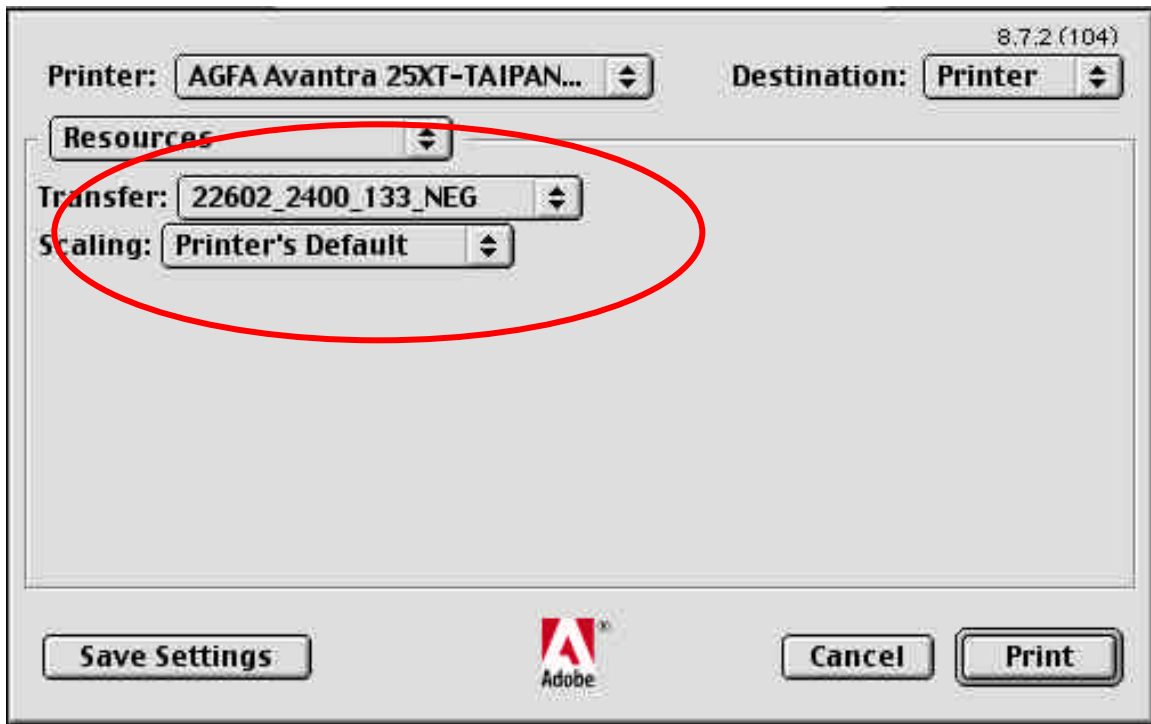 8.7.2 (104)
Printer: AGFA Avantra 25XT-TAIPAN... Destination: Printer
Resources
Transfer: 22602_2400_133_NEG
Scaling: Printer's Default
Save Settings Adobe® Cancel Print